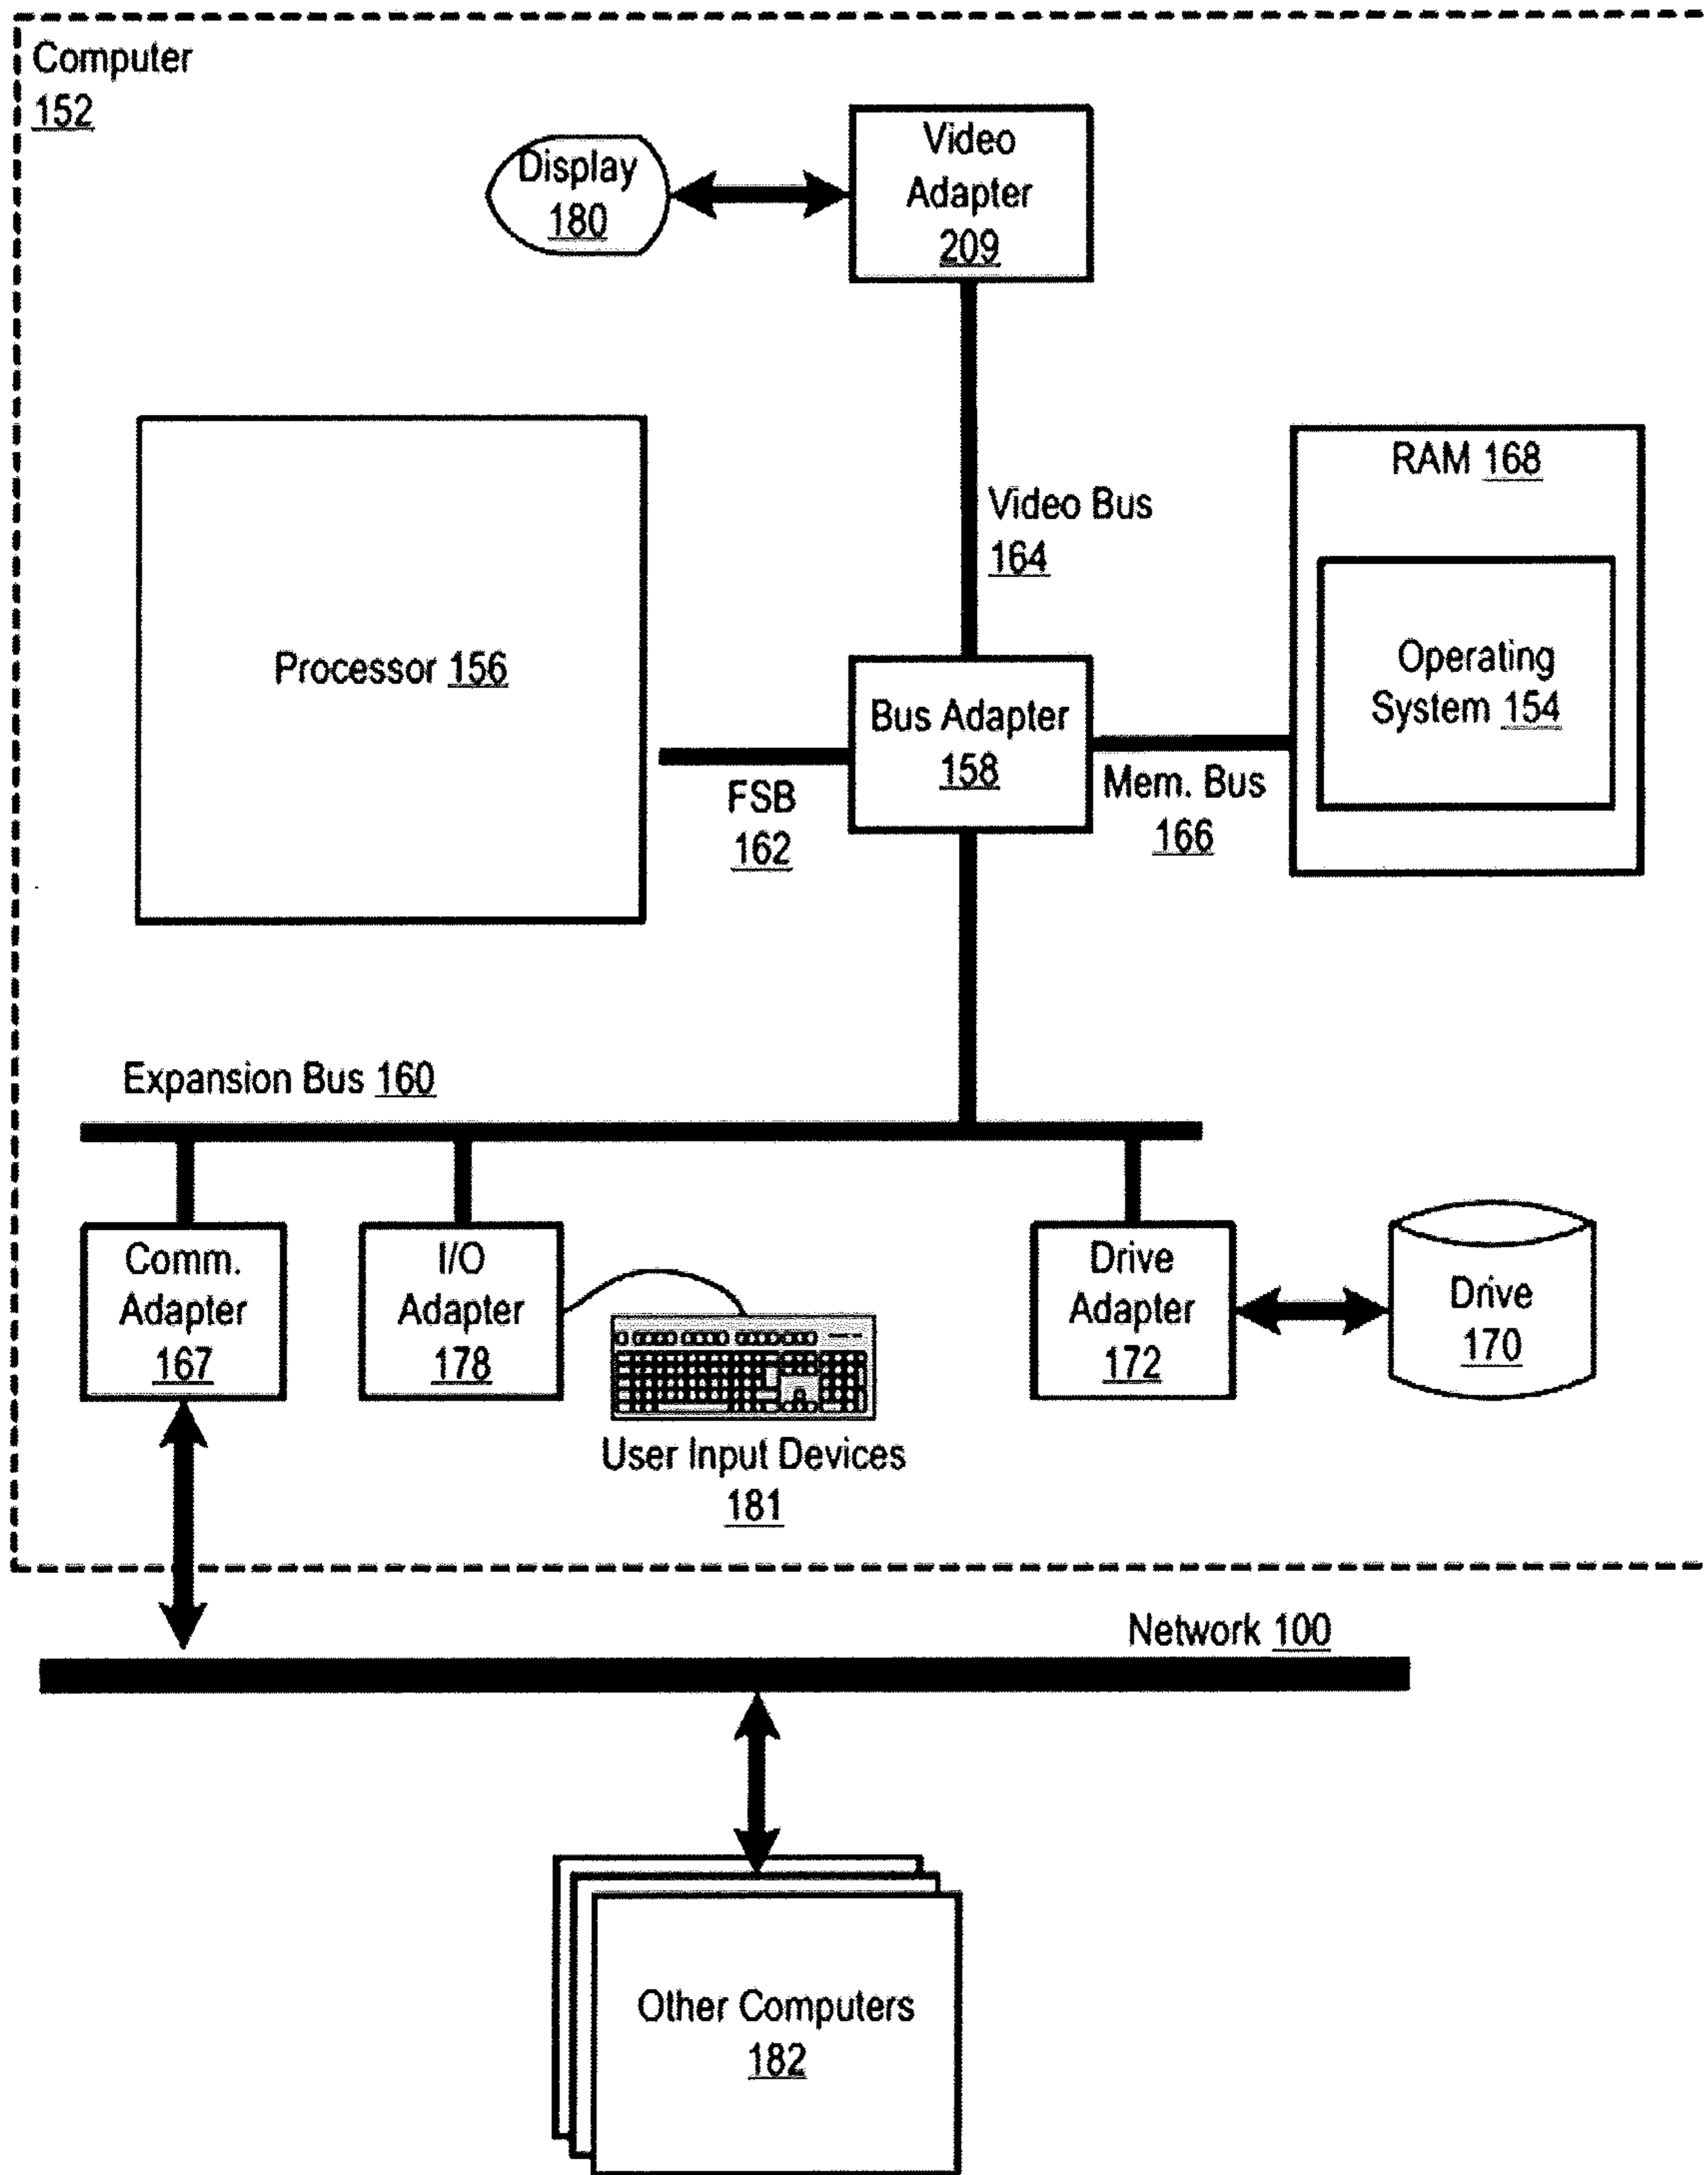 Computer
152
Display
180
Video
Adapter
209
Video Bus
164
RAM 168
Operating
System 154
Processor 156
Bus Adapter
158
FSB
162
Mem. Bus
166
Expansion Bus 160
Comm.
Adapter
167
I/O
Adapter
178
User Input Devices
181
Drive
Adapter
172
Drive
170
Network 100
Other Computers
182